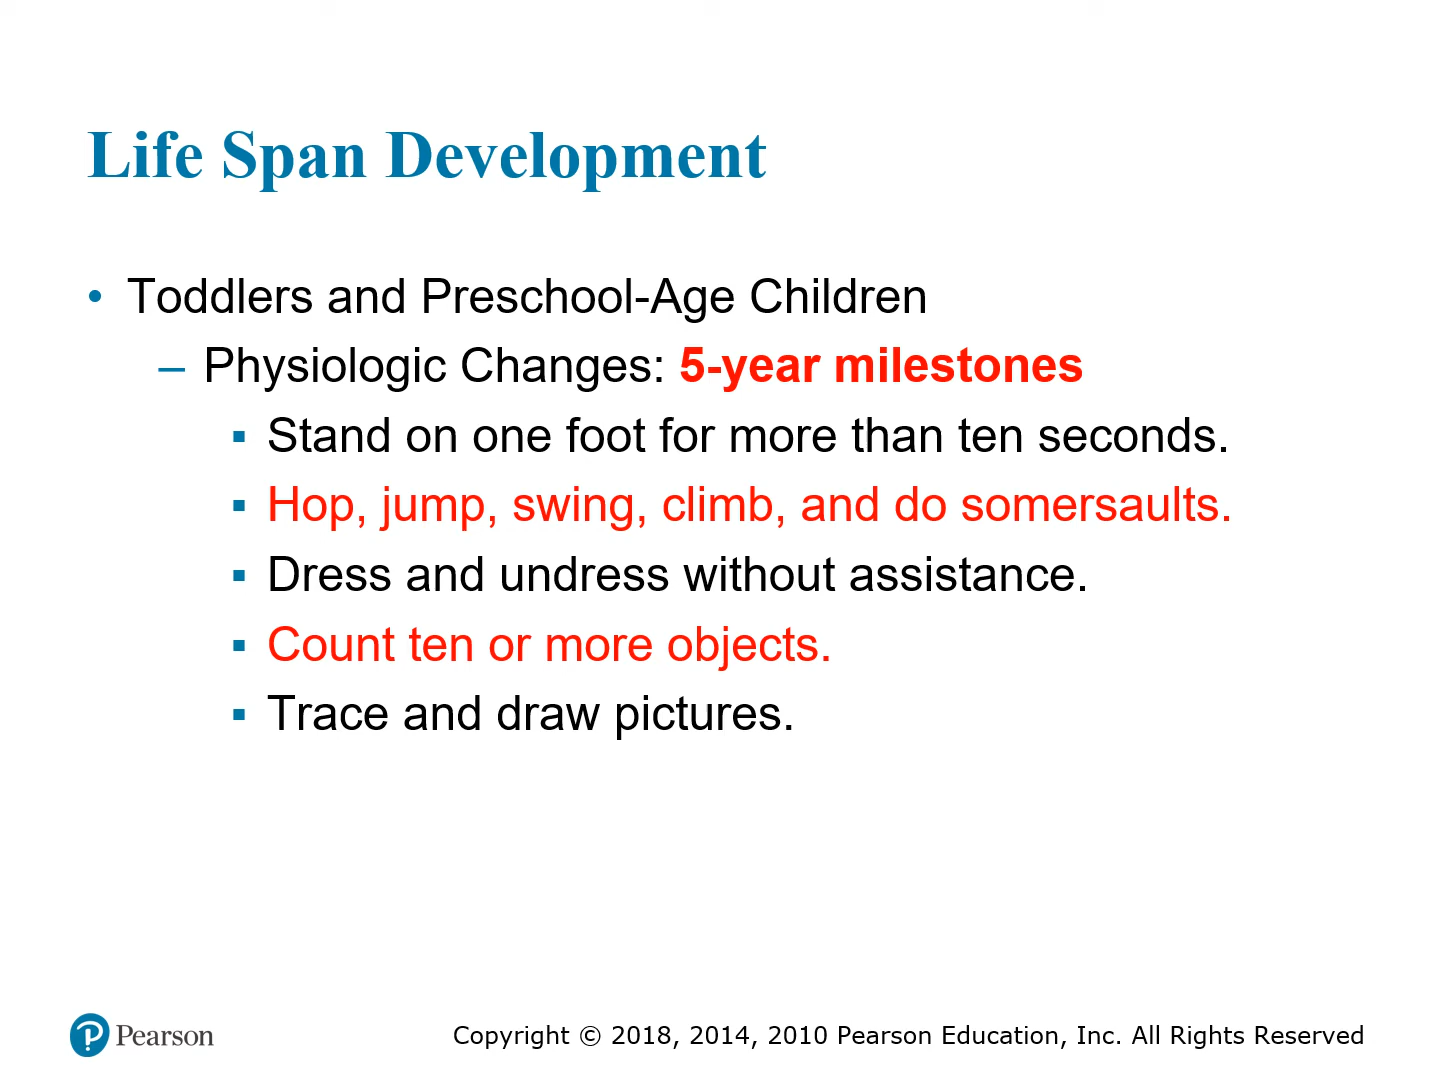 Life Span Development
• Toddlers and Preschool-Age Children
– Physiologic Changes: 5-year milestones
▪ Stand on one foot for more than ten seconds.
▪ Hop, jump, swing, climb, and do somersaults.
▪ Dress and undress without assistance.
▪ Count ten or more objects.
▪ Trace and draw pictures.
Pearson
Copyright © 2018, 2014, 2010 Pearson Education, Inc. All Rights Reserved